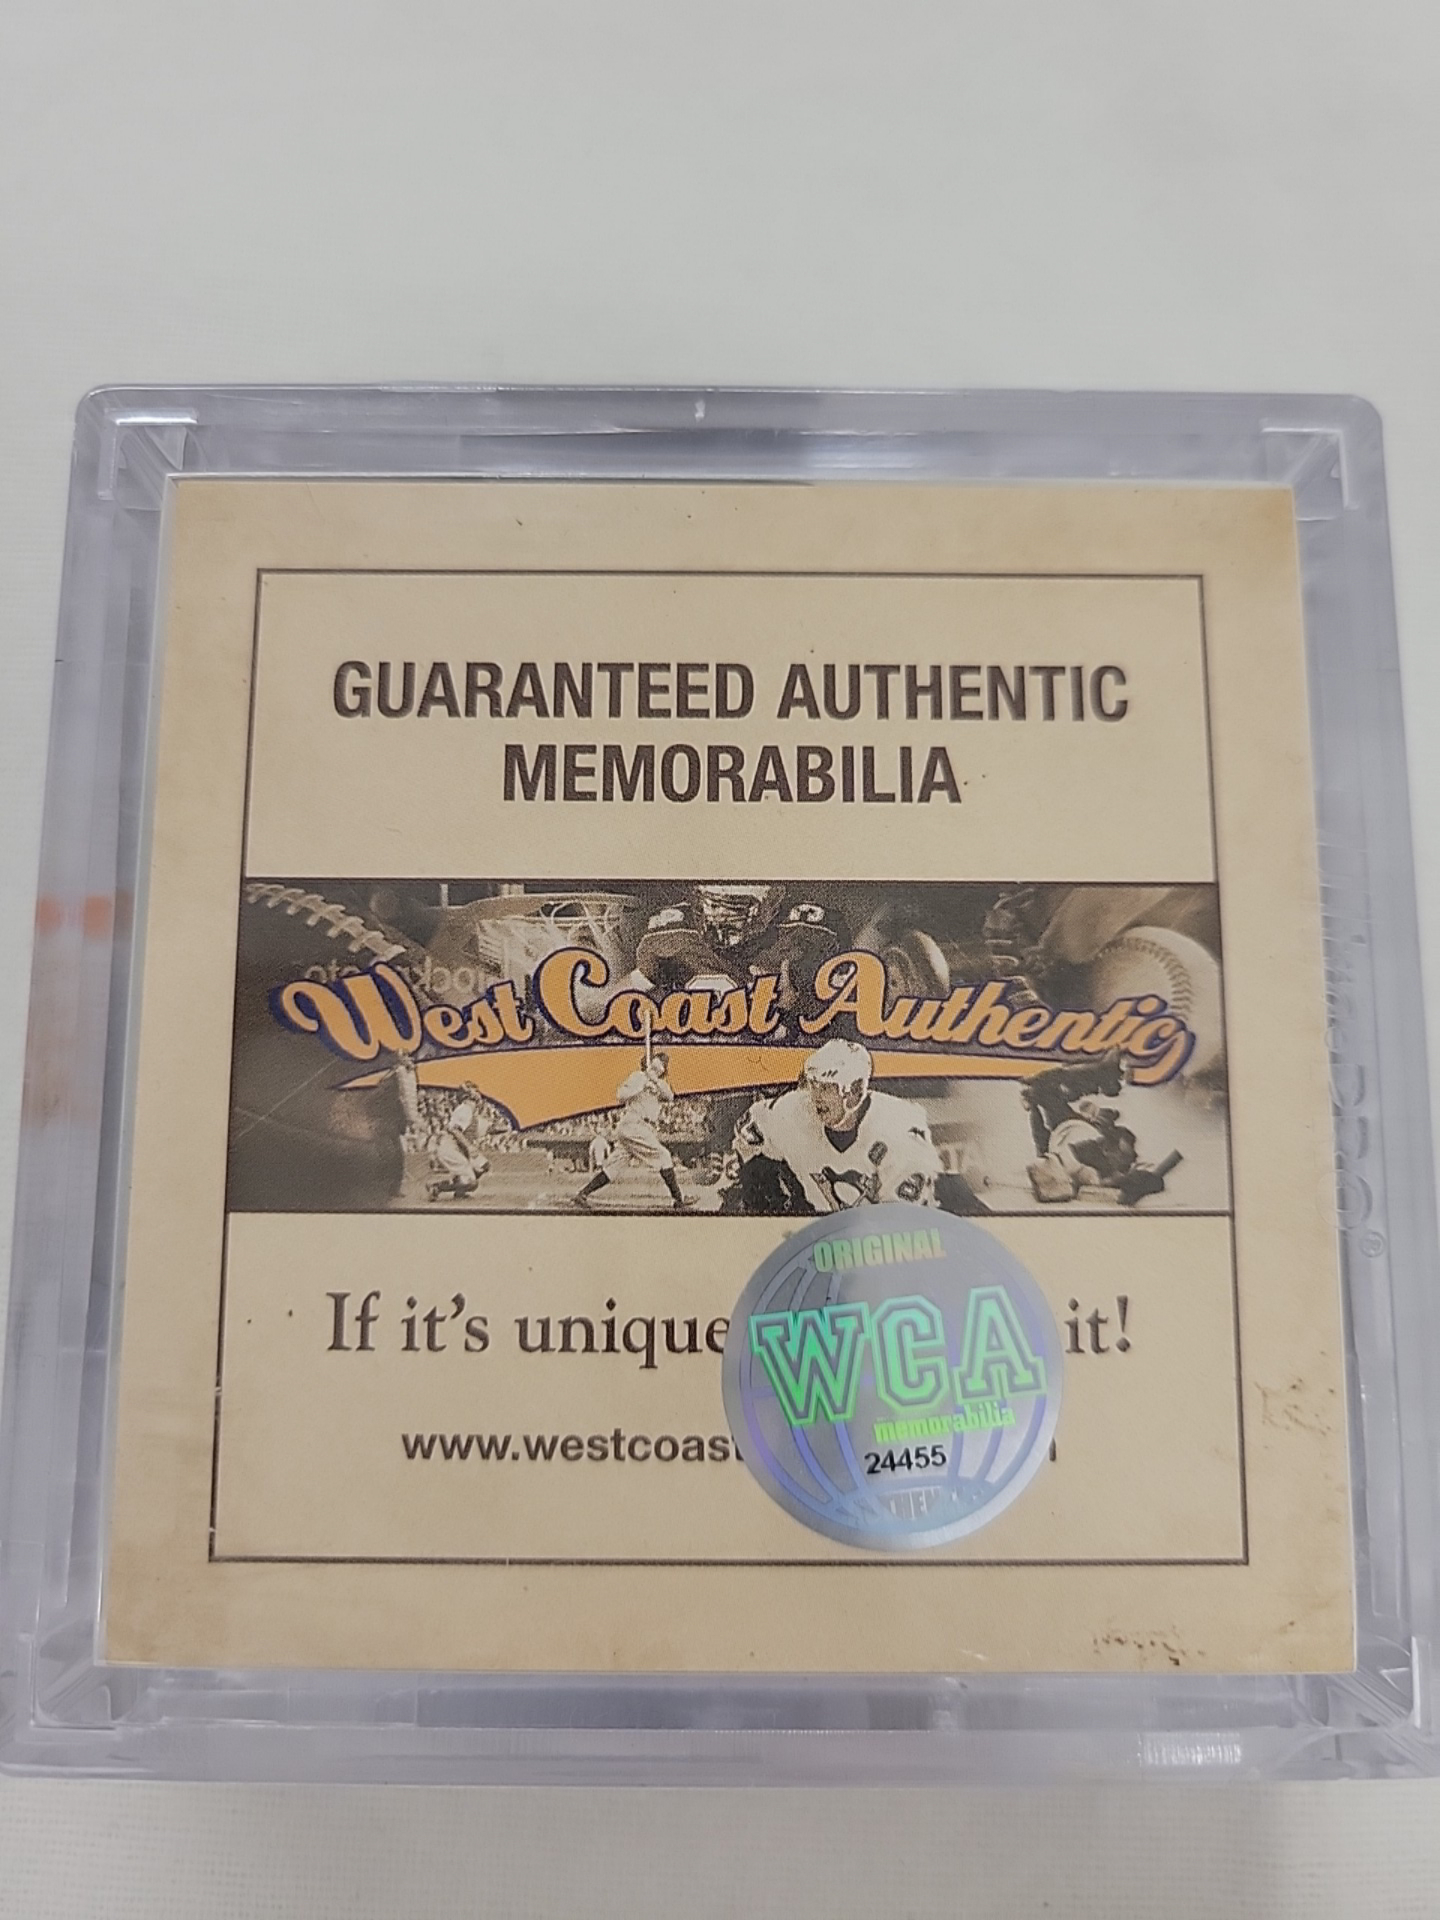 GUARANTEED AUTHENTIC
MEMORABILIA
West Coast Authentic
If it's unique it!
www.westcoast
ORIGINAL
WCA
memorabilia
24455